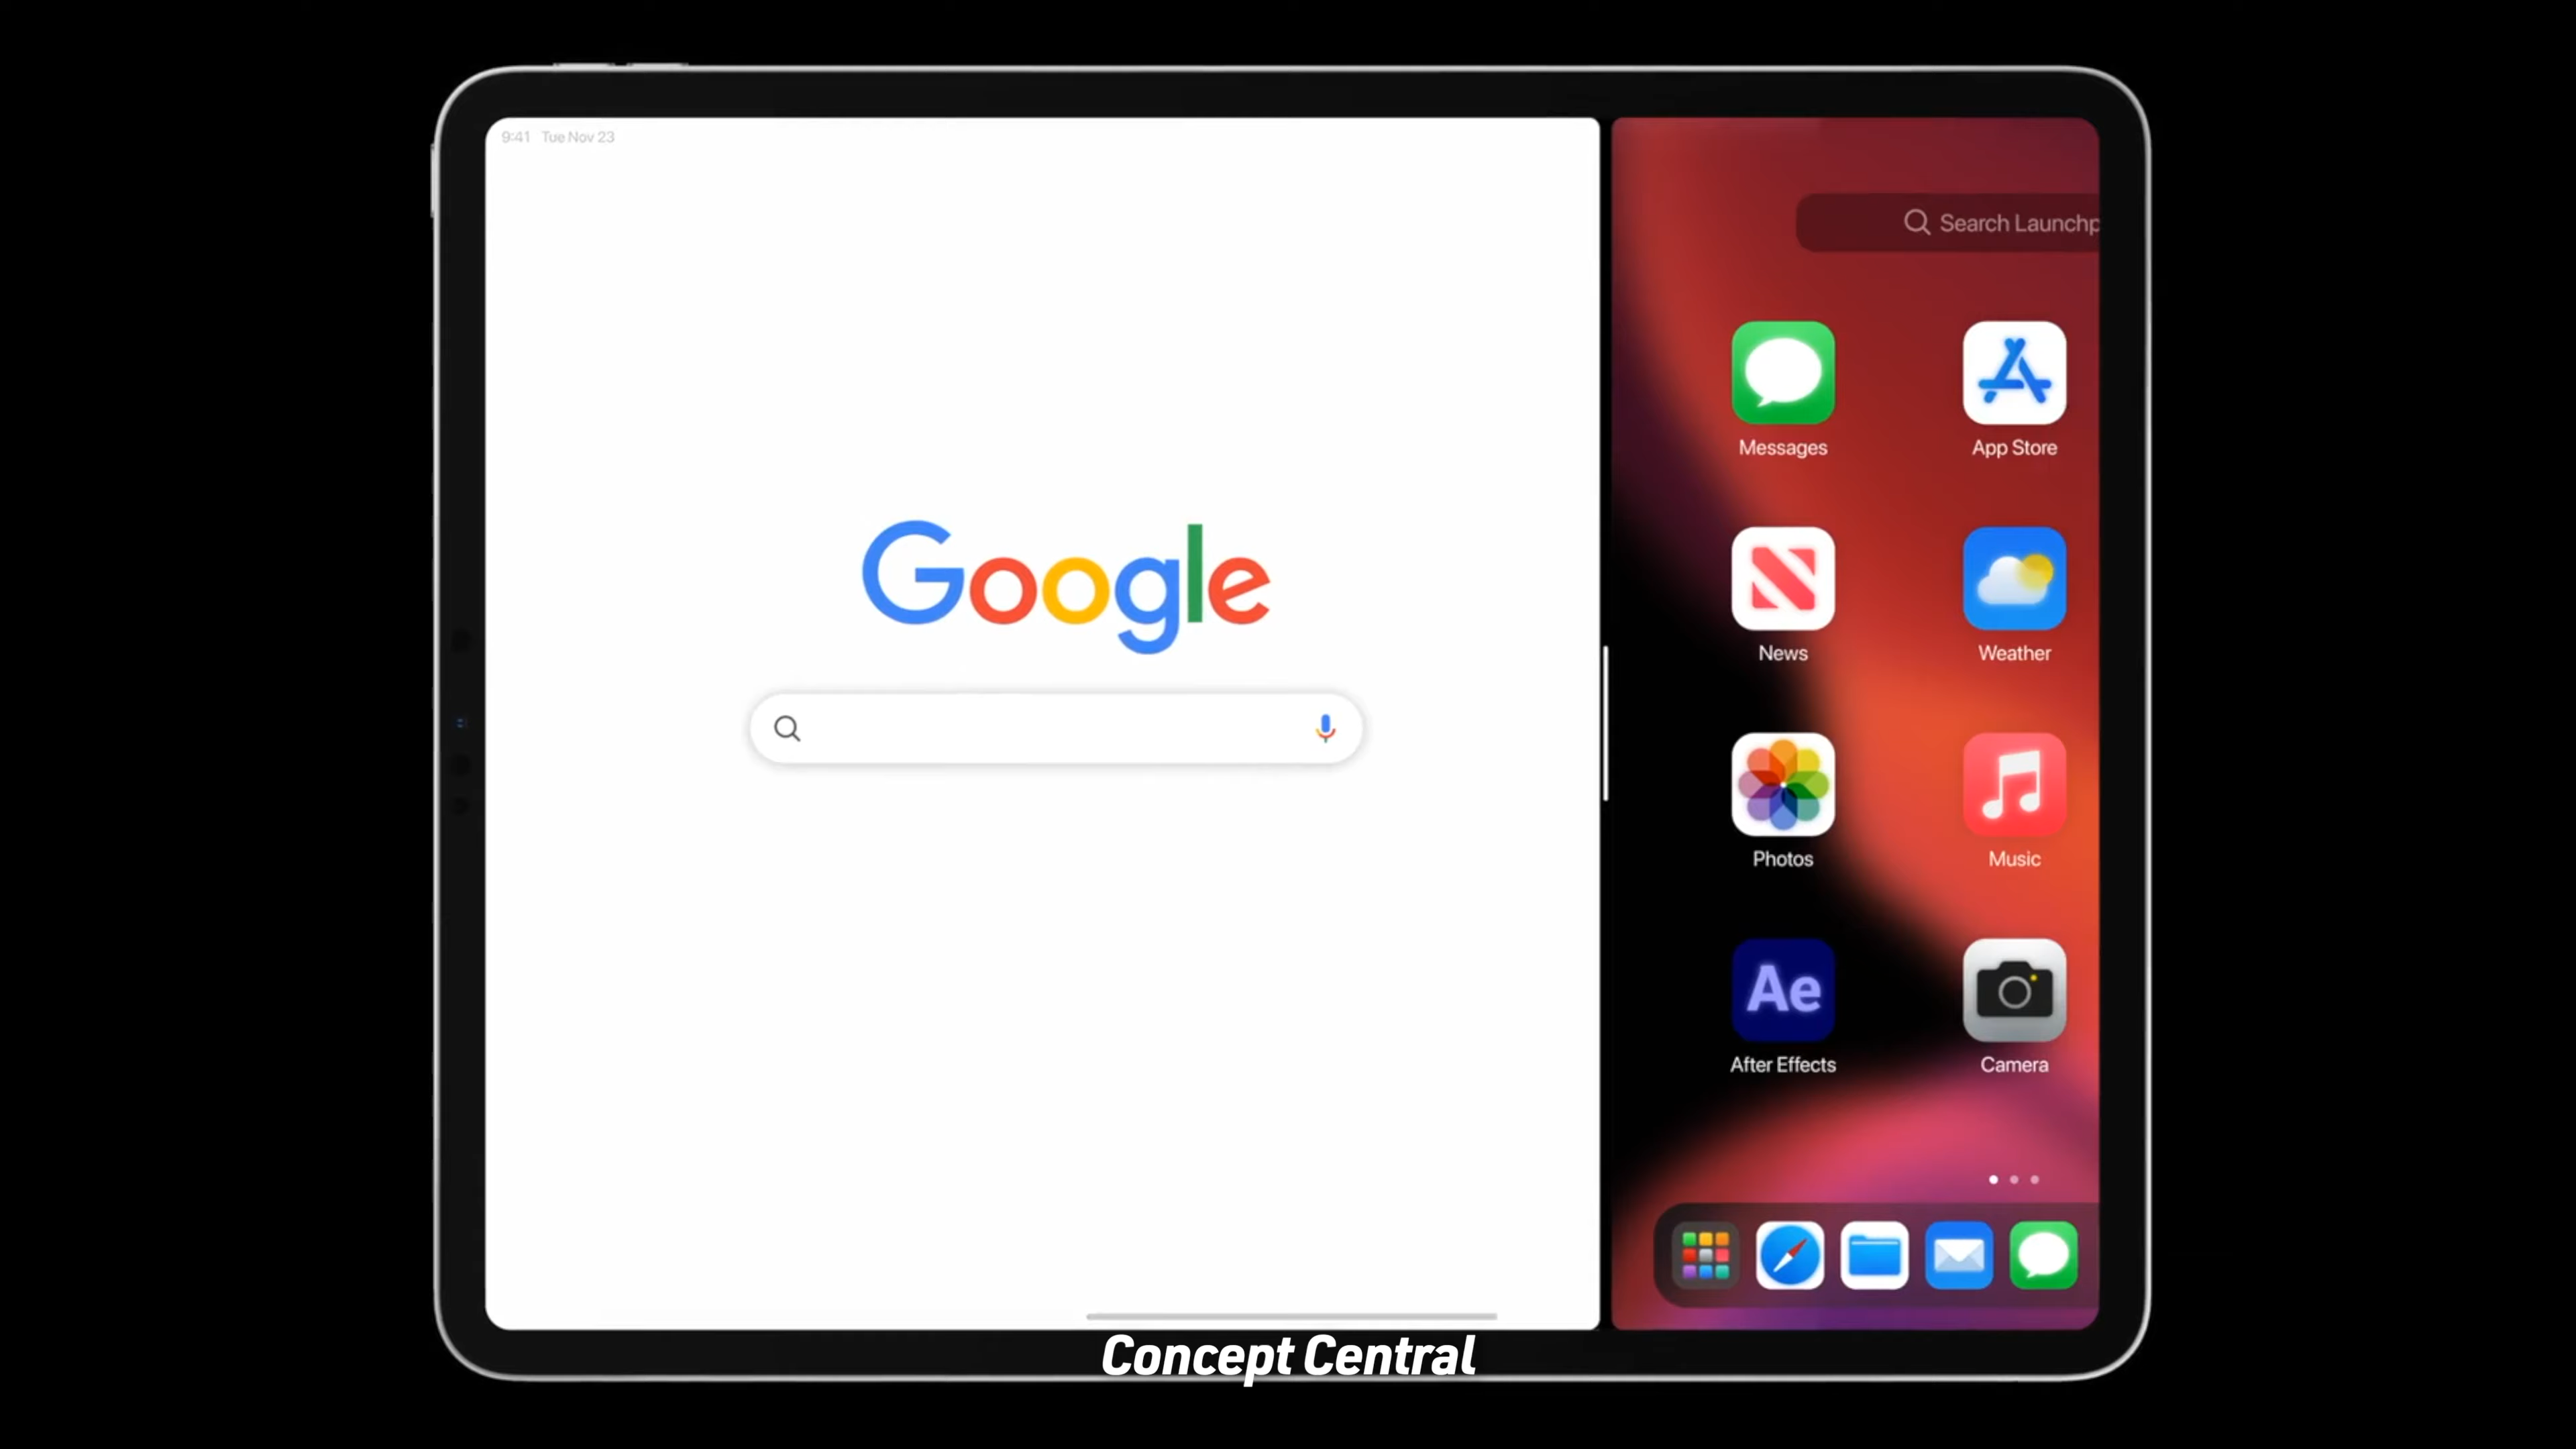 9:41 Tue Nov 23
Google
Search Launchp
Messages
App Store
News
Weather
Photos
Music
Ae
After Effects
Camera
Concept Central